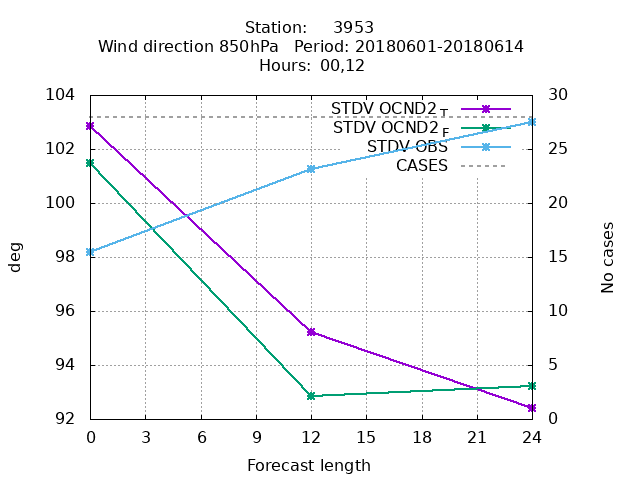 Station: 3953
Wind direction 850hPa Period: 20180601-20180614
Hours: 00,12
104
102
100
98
96
94
92
deg
30
25
20
15
10
5
0
No cases
STDV OCND2_T
STDV OCND2_F
STDV OBS
CASES
0 3 6 9 12 15 18 21 24
Forecast length